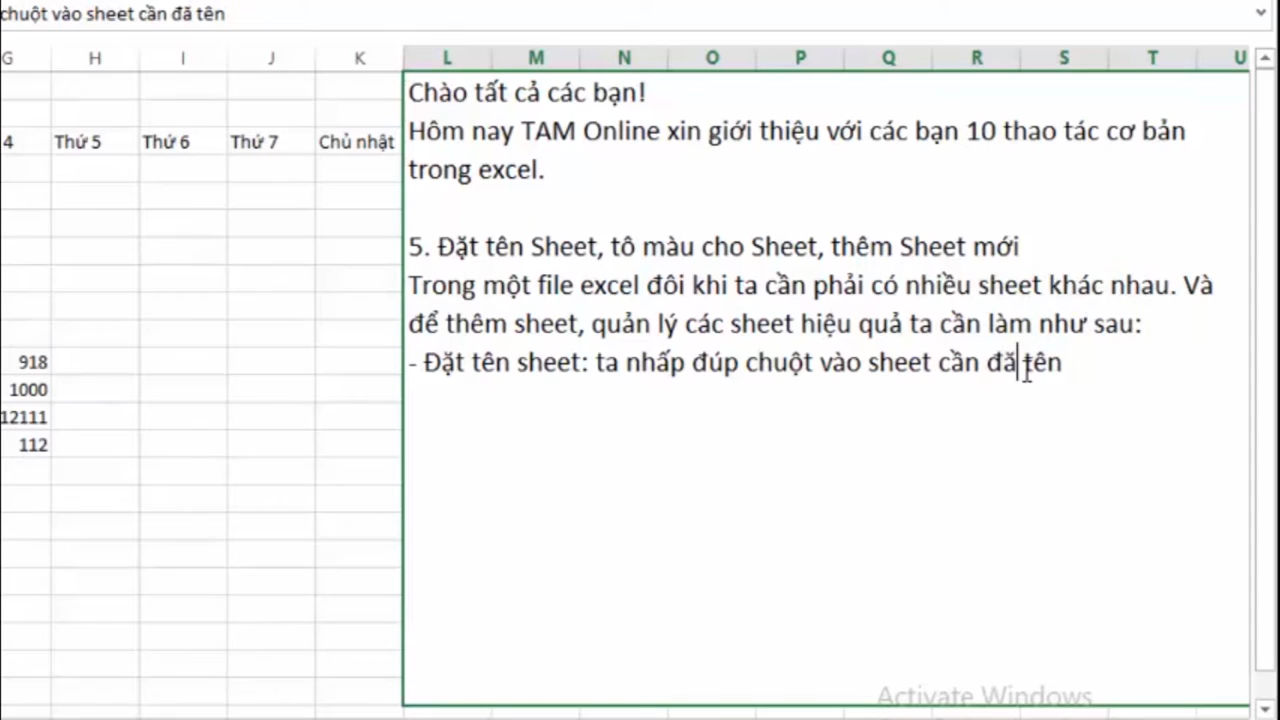 chuột vào sheet cần đã tên
G H I J K L M N O P Q R S T U
Chào tất cả các bạn!
4 Thứ 5 Thứ 6 Thứ 7 Chủ nhật
Hôm nay TAM Online xin giới thiệu với các bạn 10 thao tác cơ bản
trong excel.
5. Đặt tên Sheet, tô màu cho Sheet, thêm Sheet mới
Trong một file excel đôi khi ta cần phải có nhiều sheet khác nhau. Và
để thêm sheet, quản lý các sheet hiệu quả ta cần làm như sau:
- Đặt tên sheet: ta nhấp đúp chuột vào sheet cần đã tên
918
1000
12111
112
Activate Windows